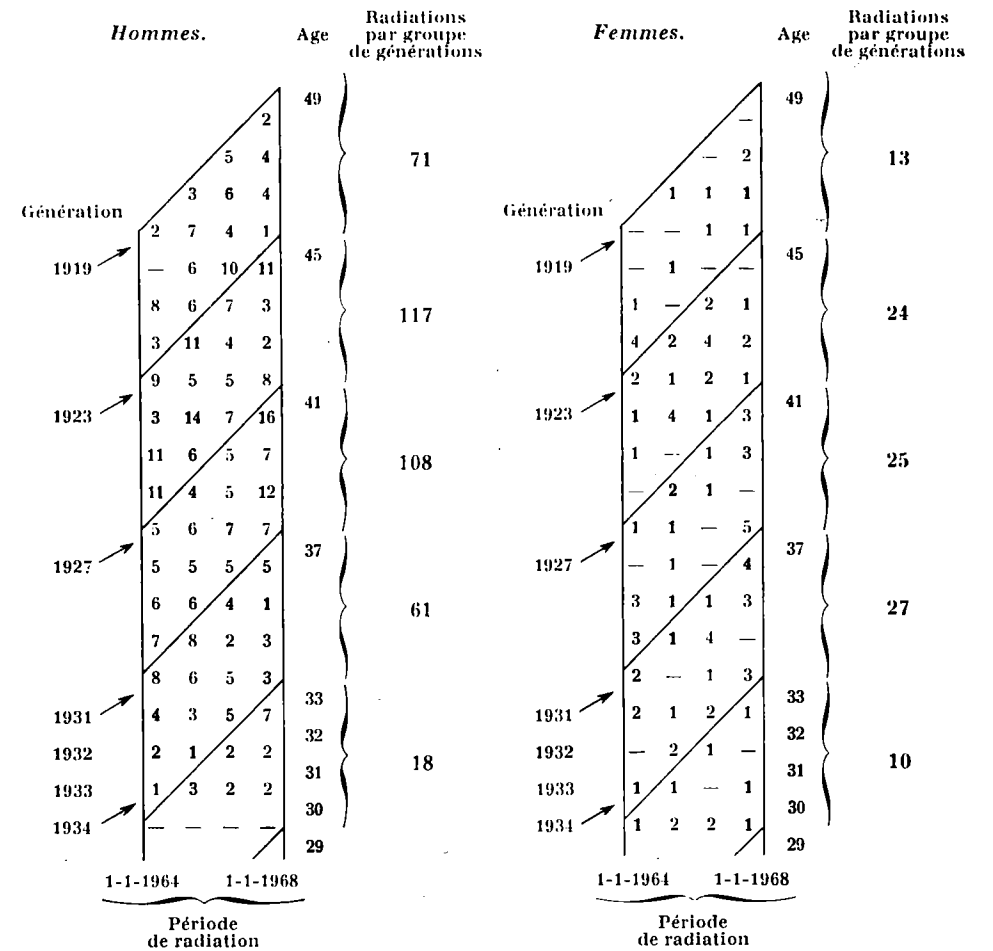 Hommes.
Age
Radiations
par groupe
de générations
49
2
5 4
71
3 6 4
Génération
2 7 4 1
1919
45
— 6 10 11
8 6 7 3
117
3 11 4 2
9 5 5 8
1923
41
3 14 7 16
11 6 5 7
108
11 4 5 12
5 6 7 7
1927
37
5 5 5 5
6 6 4 1
61
7 8 2 3
8 6 5 3
33
1931
4 3 5 7
32
1932
2 1 2 2
18
31
1933
1 3 2 2
30
1934
— — — —
29
1-1-1964 1-1-1968
Période
de radiation
Femmes.
Age
Radiations
par groupe
de générations
49
—
— 2
13
1 1 1
Génération
— — 1 1
1919
45
— 1 — —
1 — 2 1
24
4 2 4 2
2 1 2 1
1923
41
1 4 1 3
1 — 1 3
25
— 2 1 —
1 1 — 5
1927
37
— 1 — 4
3 1 1 3
27
3 1 4 —
2 — 1 3
33
1931
2 1 2 1
32
1932
— 2 1 —
10
31
1933
1 1 — 1
30
1934
1 2 2 1
29
1-1-1964 1-1-1968
Période
de radiation